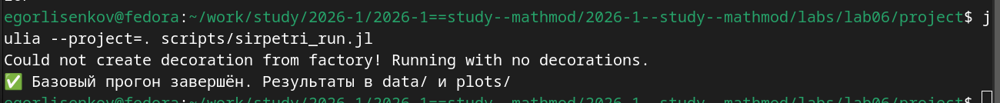 egorlisenkov@fedora:~/work/study/2026-1/2026-1==study--mathmod/2026-1--study--mathmod/labs/lab06/project$ j
ulia --project=. scripts/sirpetri_run.jl
Could not create decoration from factory! Running with no decorations.
✅ Базовый прогон завершён. Результаты в data/ и plots/
egorlisenkov@fedora:~/work/study/2026-1/2026-1==study--mathmod/2026-1--study--mathmod/labs/lab06/project$